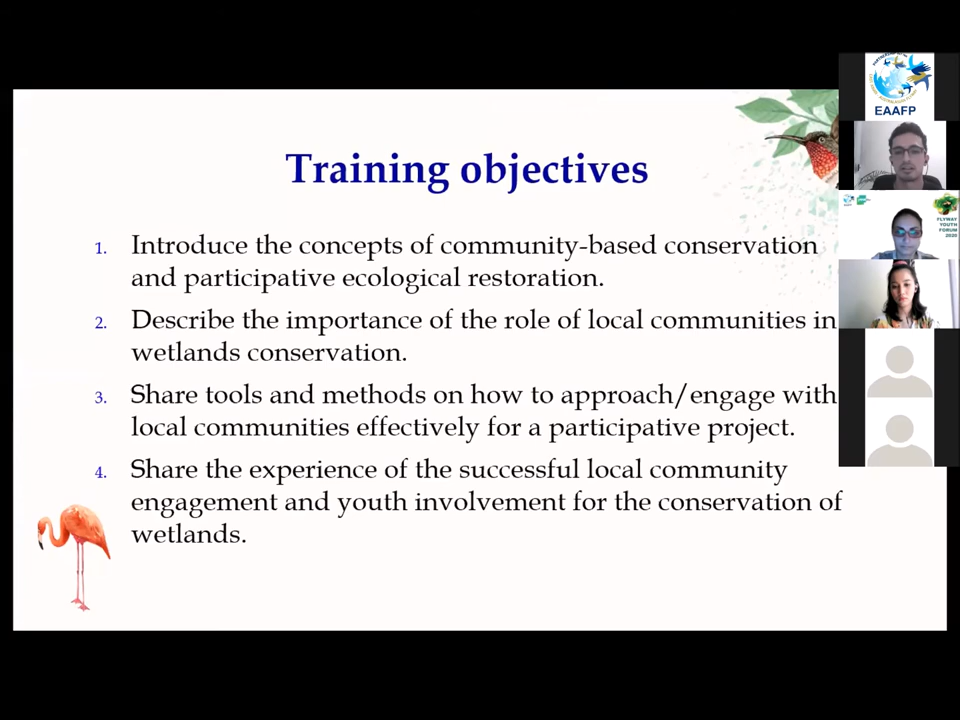 Training objectives
1. Introduce the concepts of community-based conservation
and participative ecological restoration.
2. Describe the importance of the role of local communities in
wetlands conservation.
3. Share tools and methods on how to approach/engage with
local communities effectively for a participative project.
4. Share the experience of the successful local community
engagement and youth involvement for the conservation of
wetlands.
EAAFP
FLYWAY
YOUTH
FORUM
2020